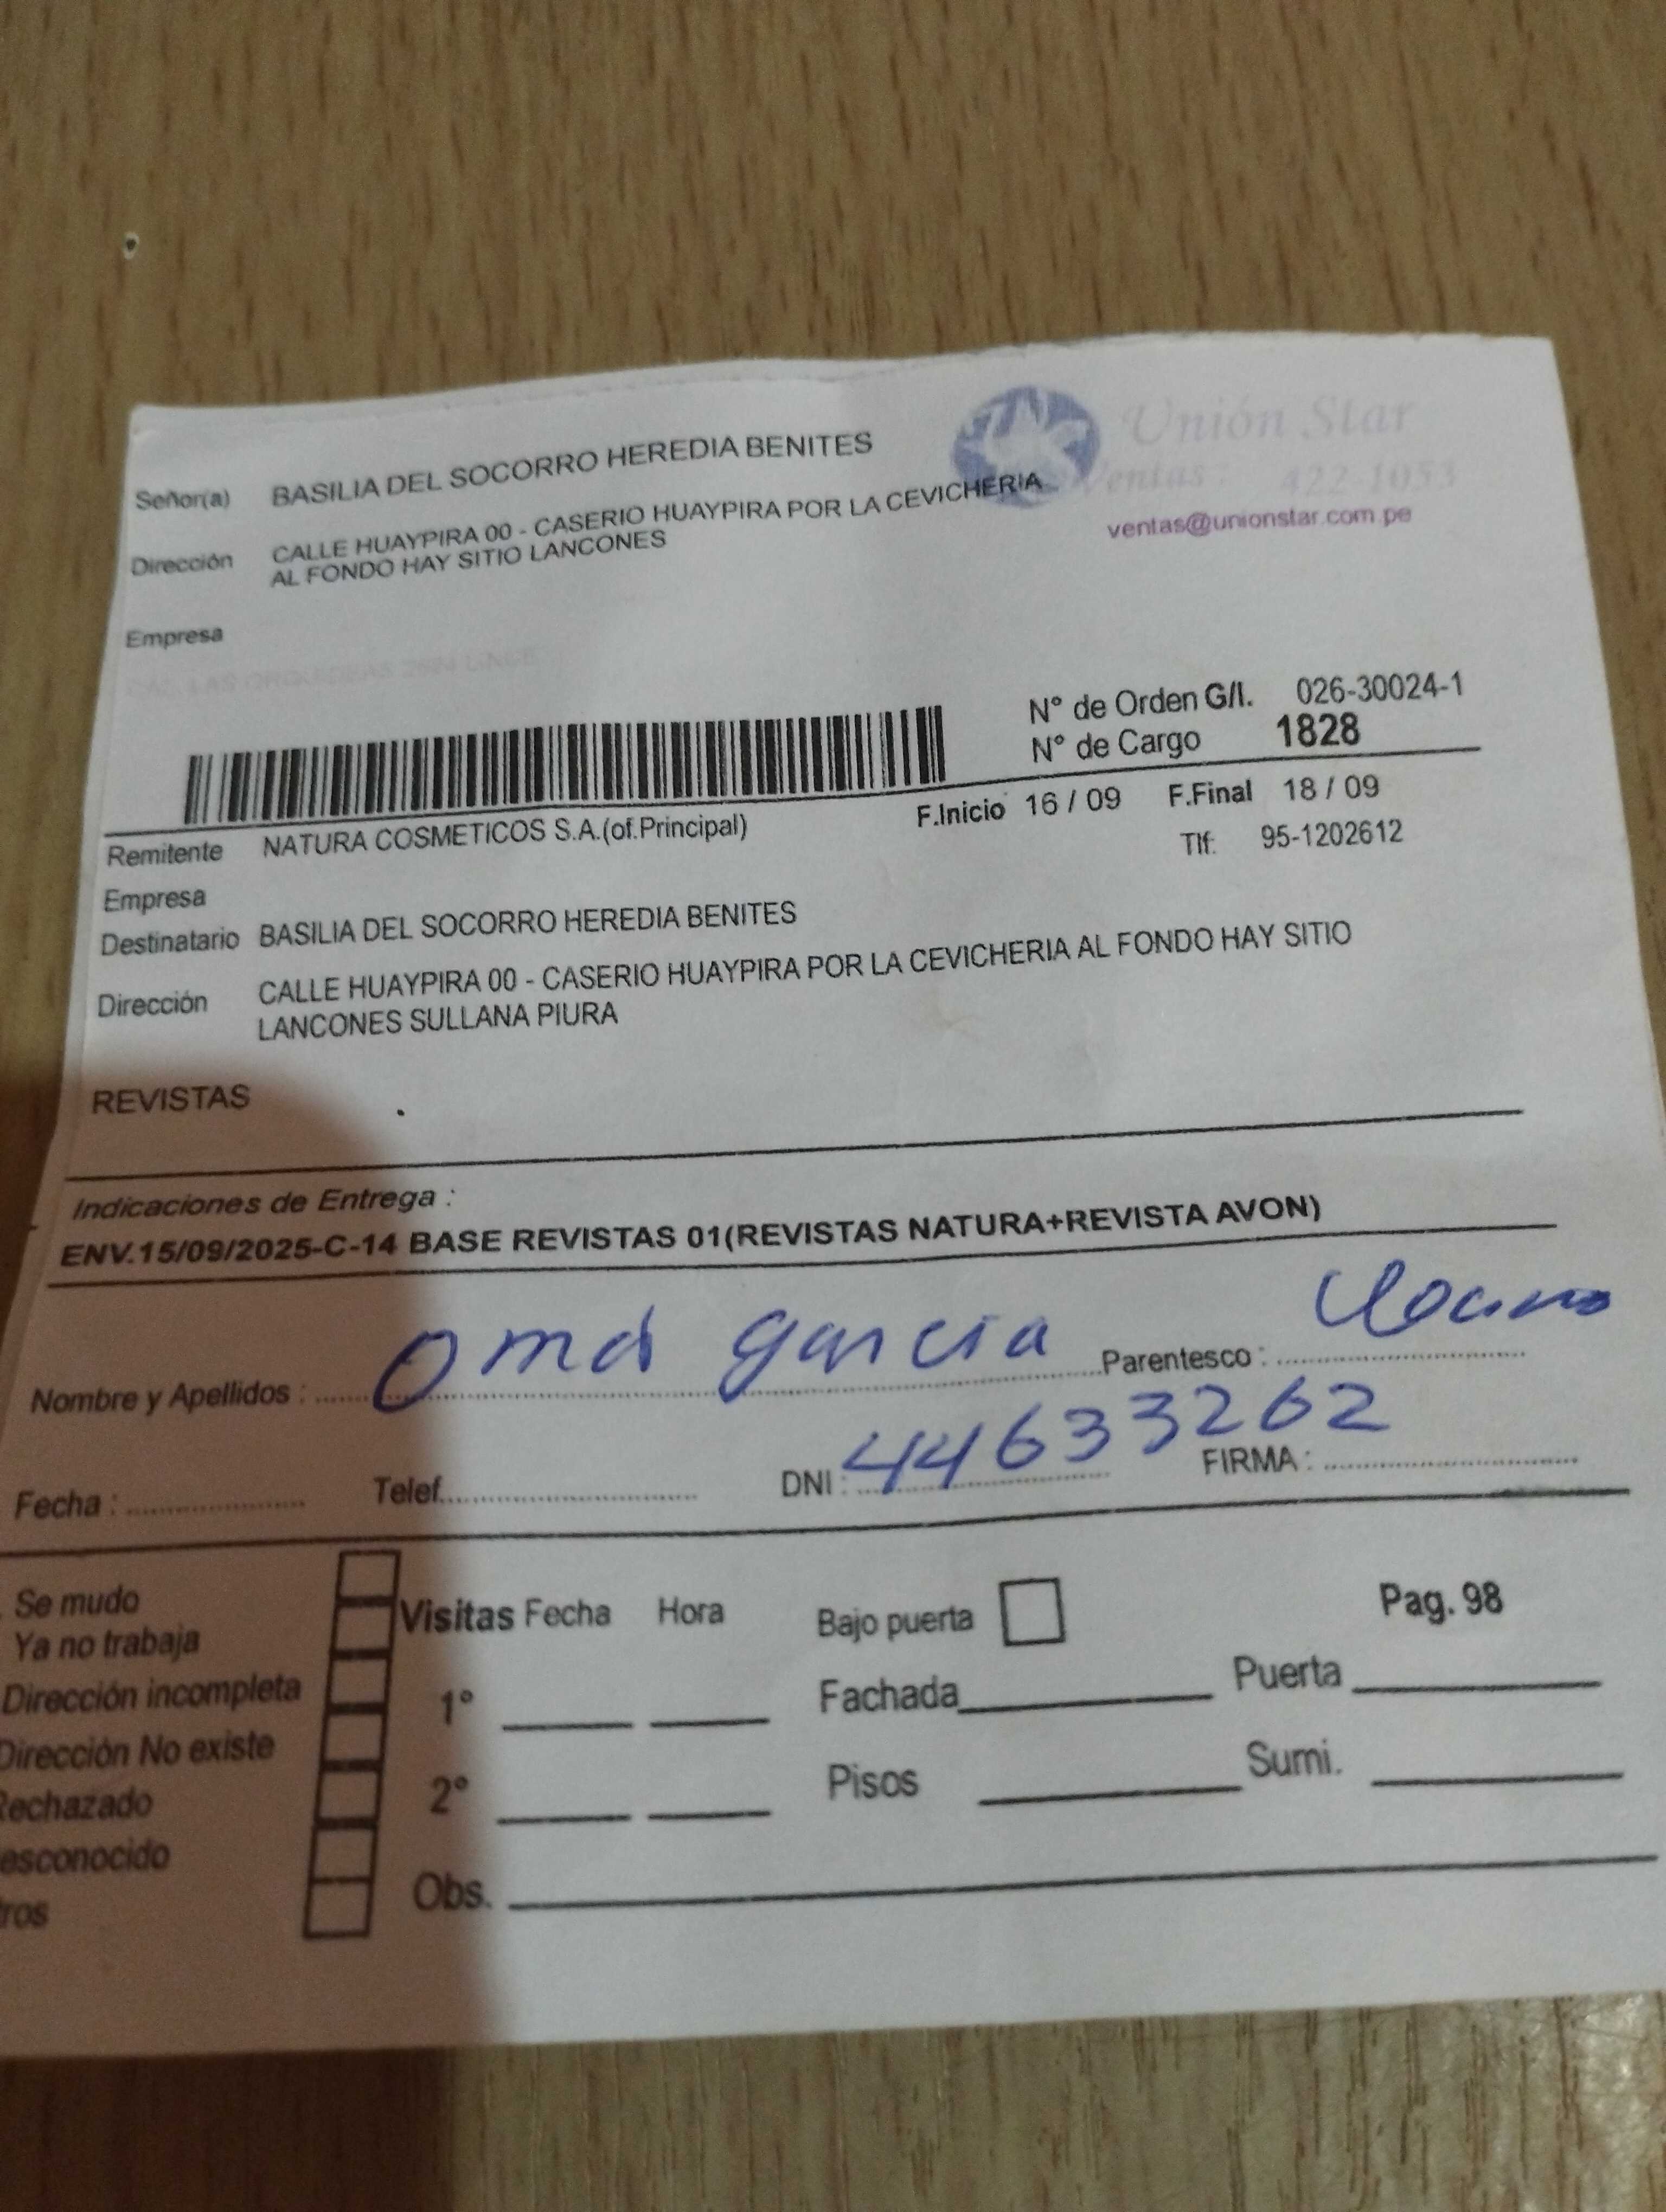 Unión Star
Señor(a) BASILIA DEL SOCORRO HEREDIA BENITES
Ventas: 422-1053
ventas@unionstar.com.pe
Dirección CALLE HUAYPIRA 00 - CASERIO HUAYPIRA POR LA CEVICHERIA
AL FONDO HAY SITIO LANCONES
Empresa
N° de Orden G/I. 026-30024-1
N° de Cargo 1828
F.Inicio 16 / 09 F.Final 18 / 09
Remitente NATURA COSMETICOS S.A.(of.Principal)
Tlf: 95-1202612
Empresa
Destinatario BASILIA DEL SOCORRO HEREDIA BENITES
Dirección CALLE HUAYPIRA 00 - CASERIO HUAYPIRA POR LA CEVICHERIA AL FONDO HAY SITIO
LANCONES SULLANA PIURA
REVISTAS
Indicaciones de Entrega :
ENV.15/09/2025-C-14 BASE REVISTAS 01(REVISTAS NATURA+REVISTA AVON)
Nombre y Apellidos : garcia Parentesco :
Fecha : Telef. DNI : 44633262 FIRMA :
Se mudo
Ya no trabaja
Dirección incompleta
Dirección No existe
Rechazado
esconocido
ros
Visitas Fecha Hora
1°
2°
Bajo puerta Pag. 98
Fachada Puerta
Pisos Sumi.
Obs.